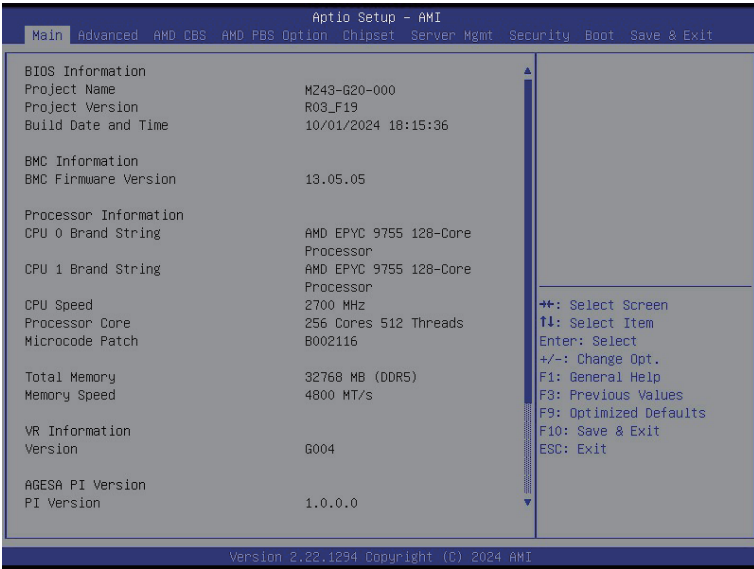 Aptio Setup - AMI
Main Advanced AMD CBS AMD PBS Option Chipset Server Mgmt Security Boot Save & Exit
BIOS Information
Project Name MZ43-G20-000
Project Version R03_F19
Build Date and Time 10/01/2024 18:15:36
BMC Information
BMC Firmware Version 13.05.05
Processor Information
CPU 0 Brand String AMD EPYC 9755 128-Core
Processor
CPU 1 Brand String AMD EPYC 9755 128-Core
Processor
CPU Speed 2700 MHz
Processor Core 256 Cores 512 Threads
Microcode Patch B002116
Total Memory 32768 MB (DDR5)
Memory Speed 4800 MT/s
VR Information
Version G004
AGESA PI Version
PI Version 1.0.0.0
→←: Select Screen
↑↓: Select Item
Enter: Select
+/-: Change Opt.
F1: General Help
F3: Previous Values
F9: Optimized Defaults
F10: Save & Exit
ESC: Exit
Version 2.22.1294 Copyright (C) 2024 AMI